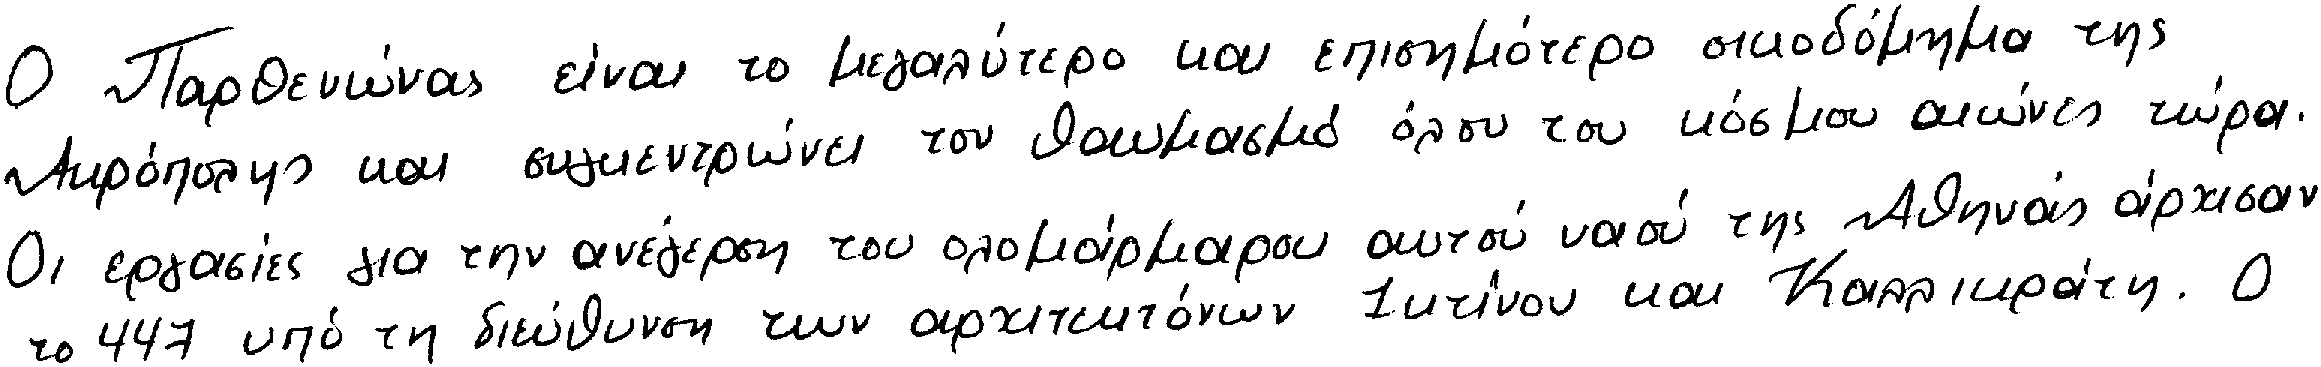 Ο Παρθενώνας είναι το μεγαλύτερο και επισημότερο οικοδόμημα της
Ακρόπολης και συγκεντρώνει τον θαυμασμό όλου του κόσμου αιώνες τώρα.
Οι εργασίες για την ανέγερση του ολομάρμαρου αυτού ναού της Αθηνάς άρχισαν
το 447 υπό τη διεύθυνση των αρχιτεκτόνων Ικτίνου και Καλλικράτη. Ο